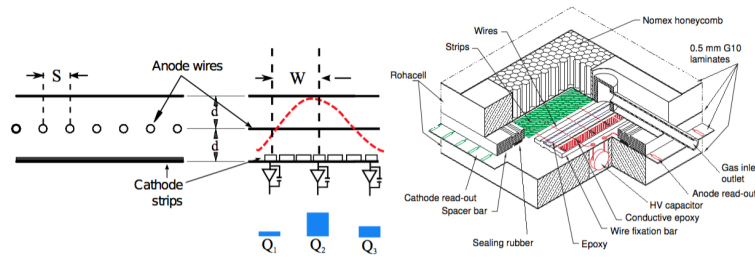 S
Anode wires
W
d
d
Cathode
strips
Q1
Q2
Q3
Nomex honeycomb
Wires
Strips
0.5 mm G10
laminates
Rohacell
Gas inle
outlet
Cathode read-out
Anode read-out
Spacer bar
HV capacitor
Conductive epoxy
Wire fixation bar
Sealing rubber
Epoxy